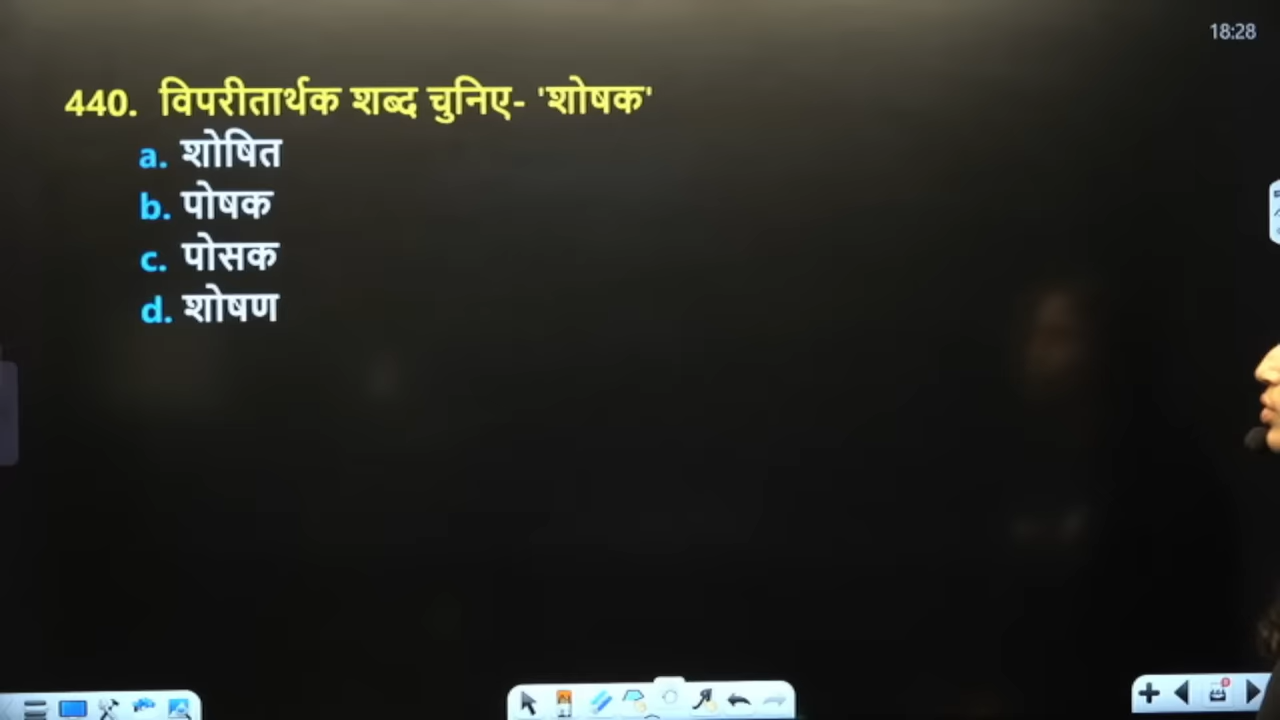 18:28
440. विपरीतार्थक शब्द चुनिए- 'शोषक'
a. शोषित
b. पोषक
c. पोसक
d. शोषण